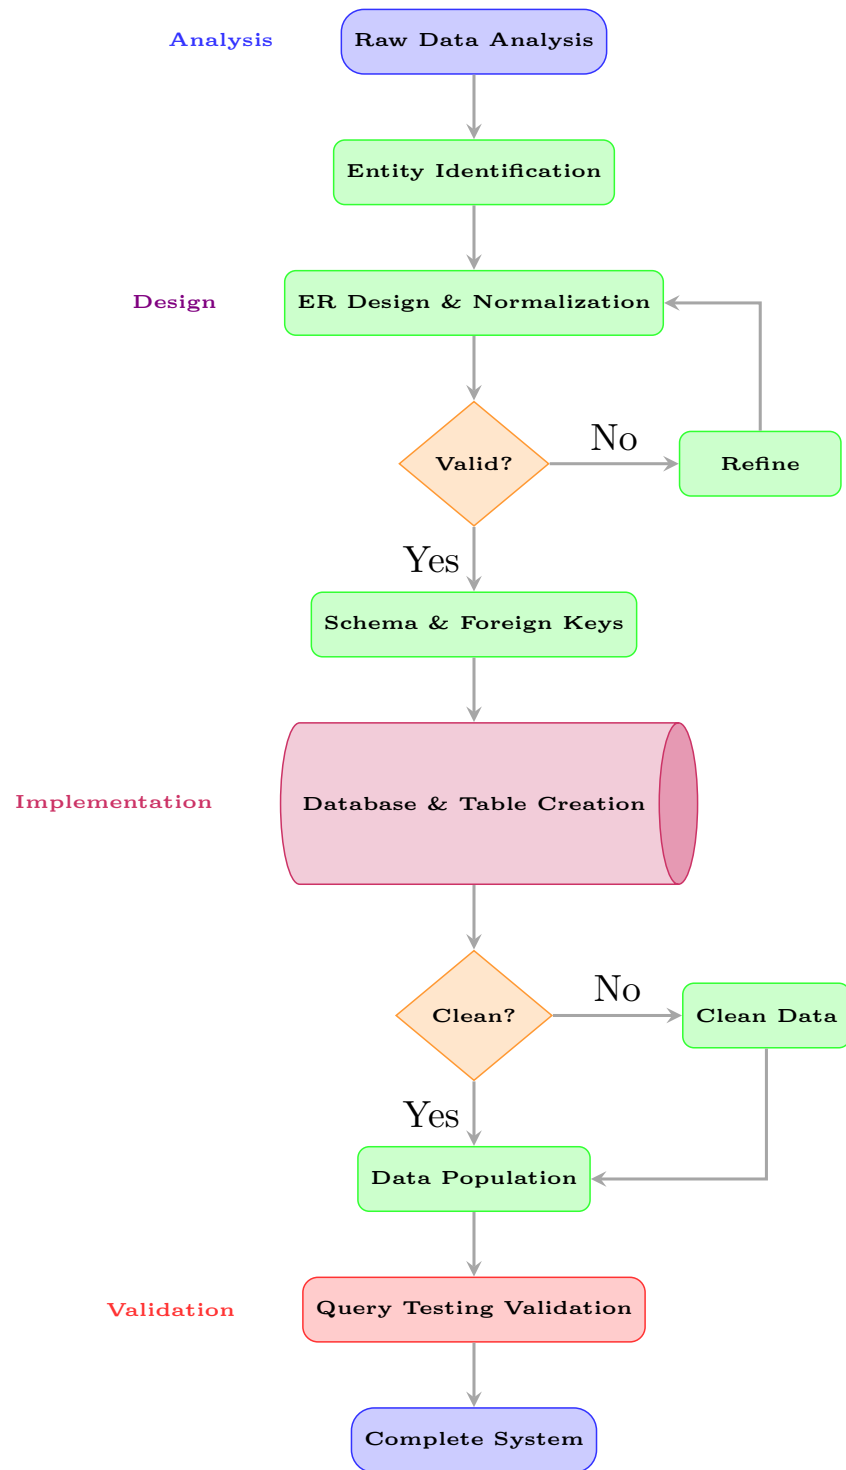 Analysis
Raw Data Analysis
Entity Identification
Design
ER Design & Normalization
Valid?
No
Refine
Yes
Schema & Foreign Keys
Implementation
Database & Table Creation
Clean?
No
Clean Data
Yes
Data Population
Validation
Query Testing Validation
Complete System